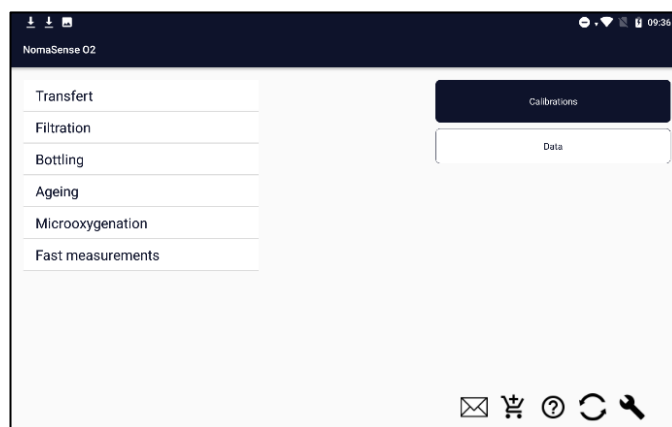 09:36
NomaSense O2
Transfert
Filtration
Bottling
Ageing
Microoxygenation
Fast measurements
Calibrations
Data